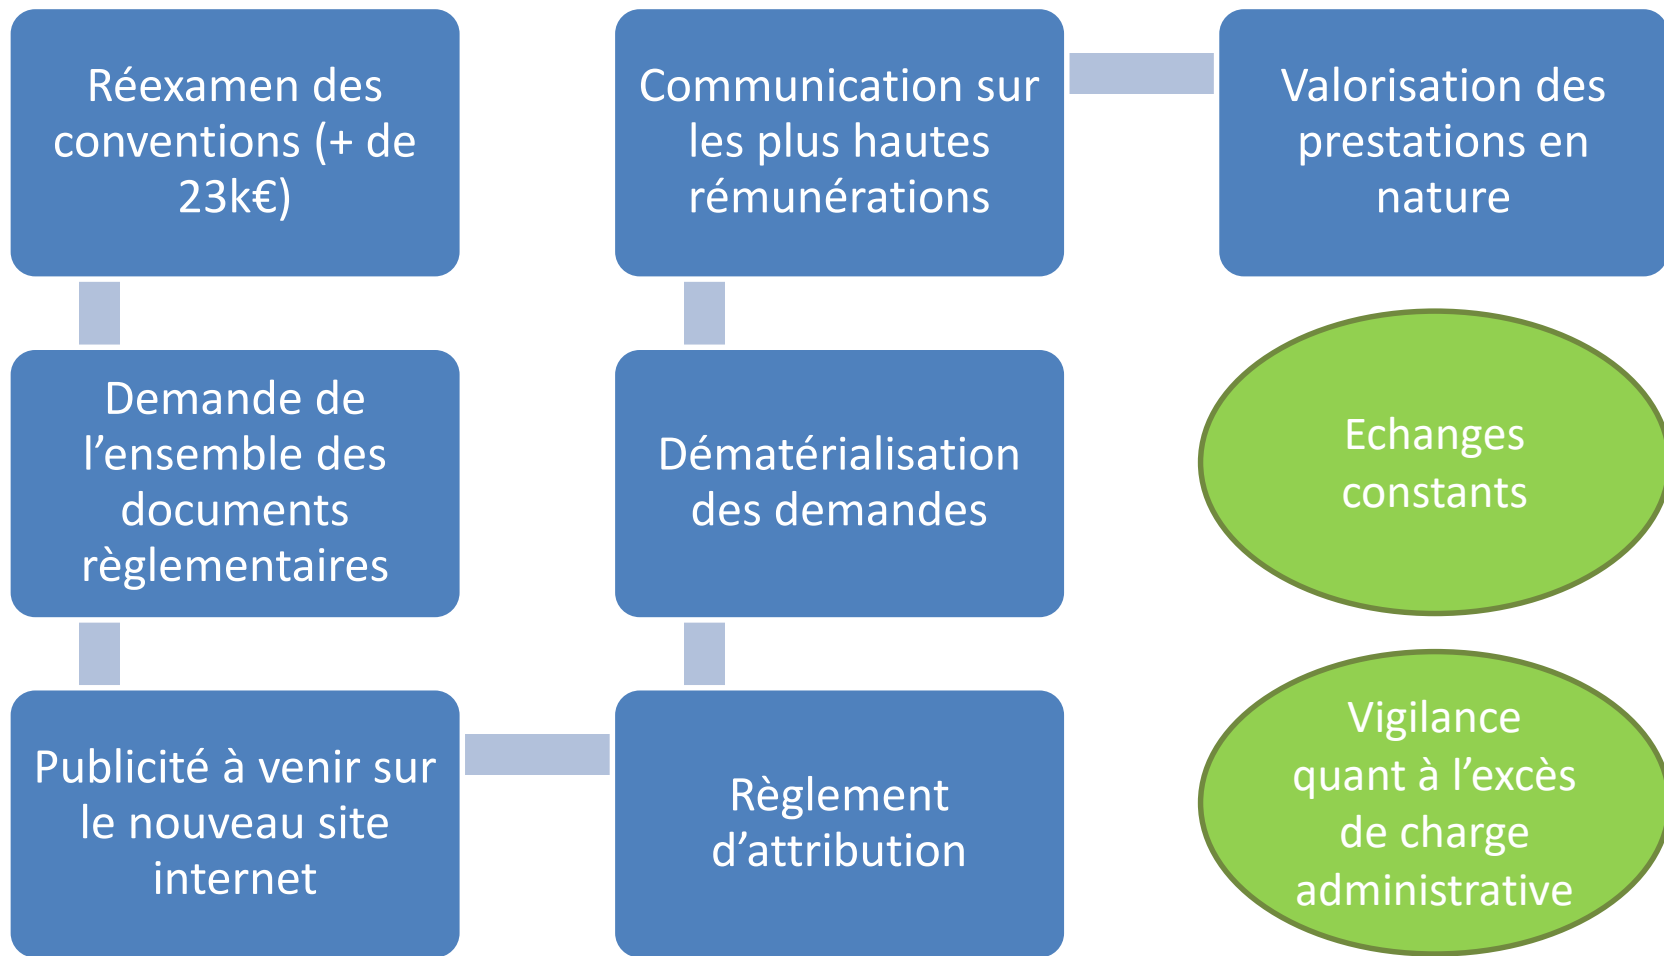 Réexamen des
conventions (+ de
23k€)
Demande de
l’ensemble des
documents
règlementaires
Publicité à venir sur
le nouveau site
internet
Règlement
d’attribution
Dématérialisation
des demandes
Communication sur
les plus hautes
rémunérations
Valorisation des
prestations en
nature
Echanges
constants
Vigilance
quant à l’excès
de charge
administrative